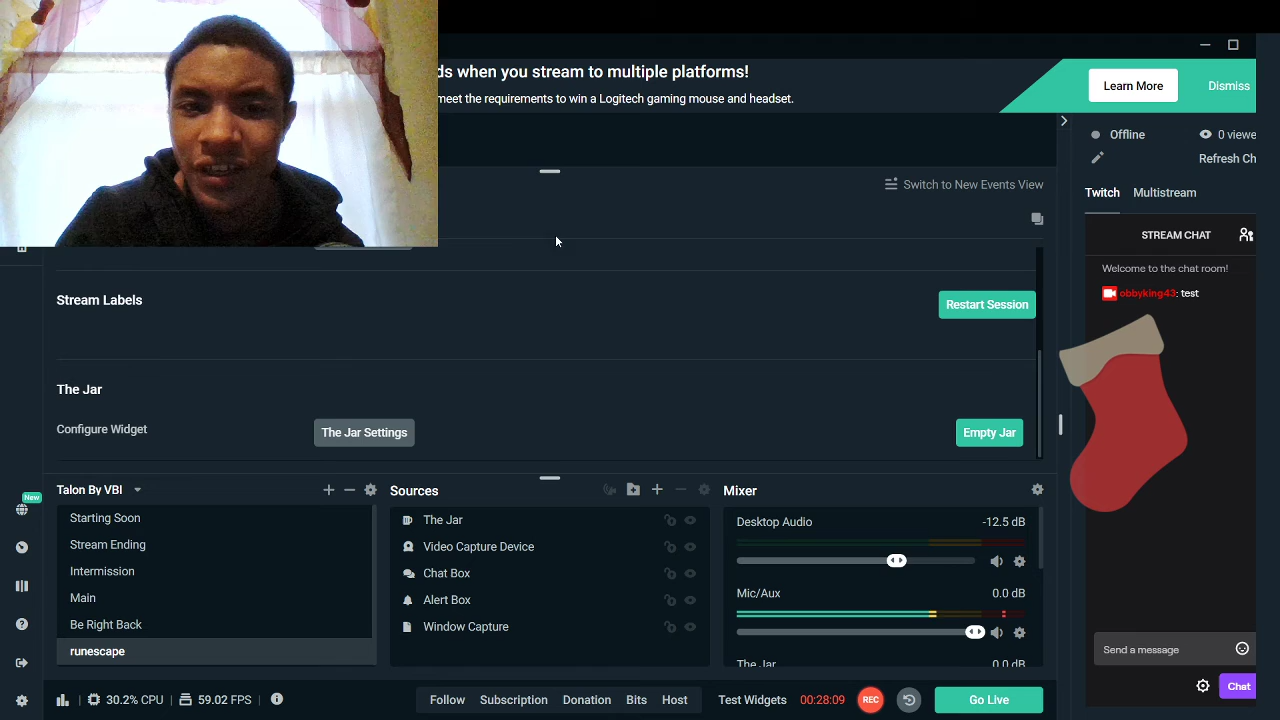 ds when you stream to multiple platforms!
meet the requirements to win a Logitech gaming mouse and headset.
Learn More
Dismiss
Offline
0 viewe
Refresh Ch
Switch to New Events View
Twitch
Multistream
STREAM CHAT
Welcome to the chat room!
obbyking43: test
Stream Labels
Restart Session
The Jar
Configure Widget
The Jar Settings
Empty Jar
New
Talon By VBI
Starting Soon
Stream Ending
Intermission
Main
Be Right Back
runescape
Sources
The Jar
Video Capture Device
Chat Box
Alert Box
Window Capture
Mixer
Desktop Audio -12.5 dB
Mic/Aux 0.0 dB
The Jar 0.0 dB
Send a message
Chat
30.2% CPU
59.02 FPS
Follow
Subscription
Donation
Bits
Host
Test Widgets
00:28:09
REC
Go Live